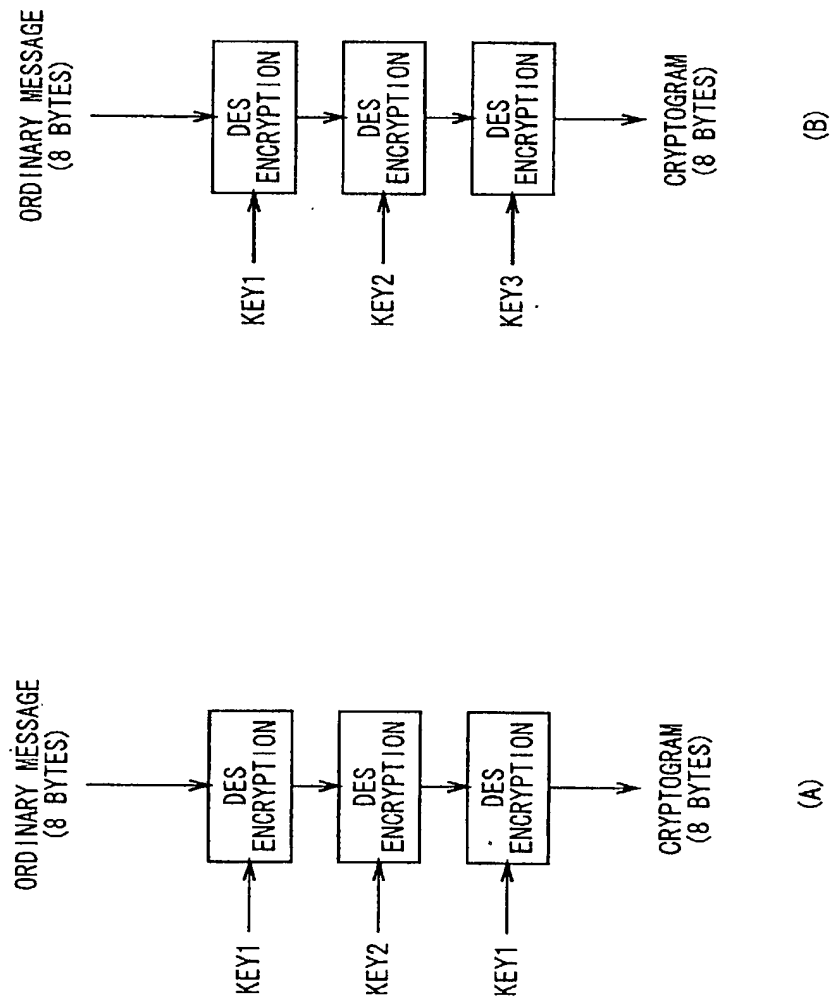 ORDINARY MESSAGE
(8 BYTES)
KEY1
DES
ENCRYPTION
KEY2
DES
ENCRYPTION
KEY1
DES
ENCRYPTION
CRYPTOGRAM
(8 BYTES)
(A)
ORDINARY MESSAGE
(8 BYTES)
KEY1
DES
ENCRYPTION
KEY2
DES
ENCRYPTION
KEY3
DES
ENCRYPTION
CRYPTOGRAM
(8 BYTES)
(B)